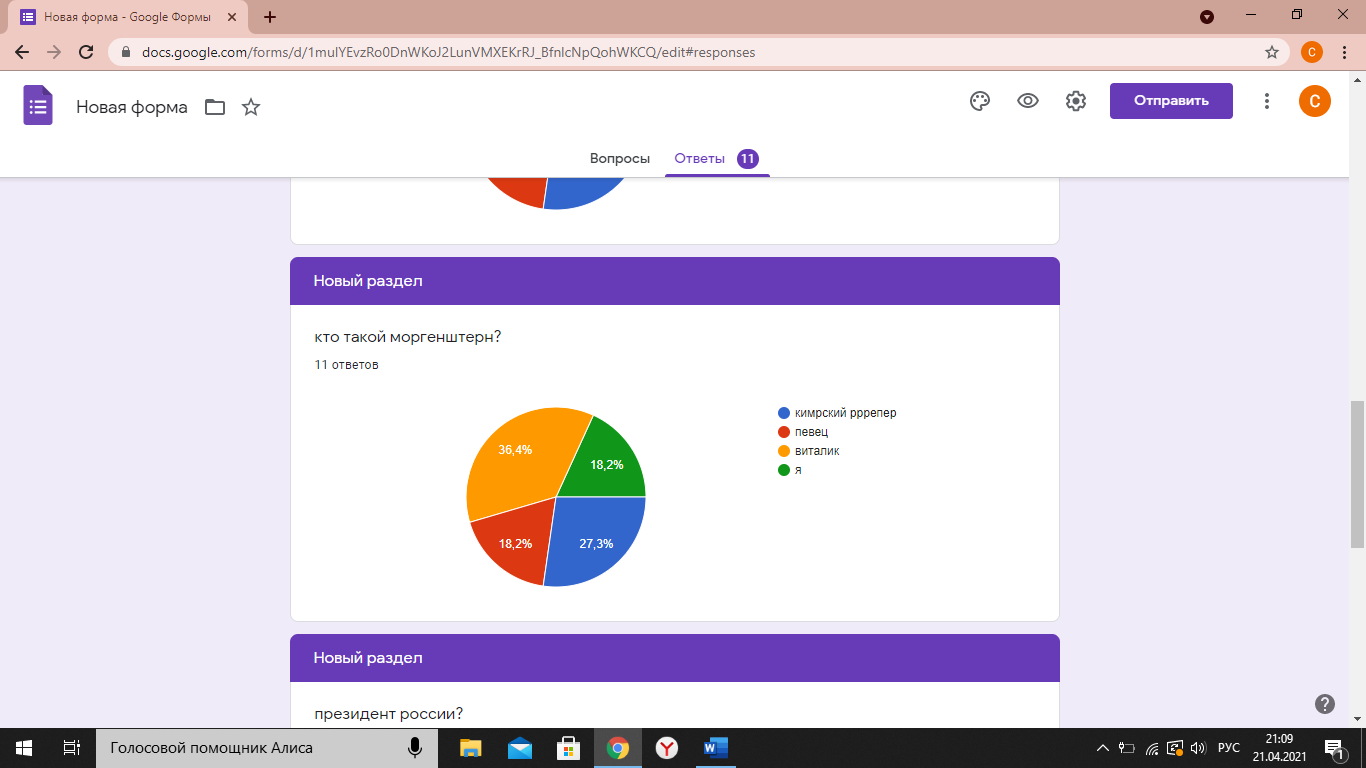 Новая форма - Google Формы
docs.google.com/forms/d/1mulYEvzRo0DnWKoJ2LunVMXEKrRJ_BfnlcNpQohWKCQ/edit#responses
С
Новая форма
Отправить
С
Вопросы
Ответы 11
Новый раздел
кто такой моргенштерн?
11 ответов
кимрский рррепер
певец
виталик
я
36,4%
18,2%
18,2%
27,3%
Новый раздел
президент россии?
Голосовой помощник Алиса
РУС
21:09
21.04.2021
1